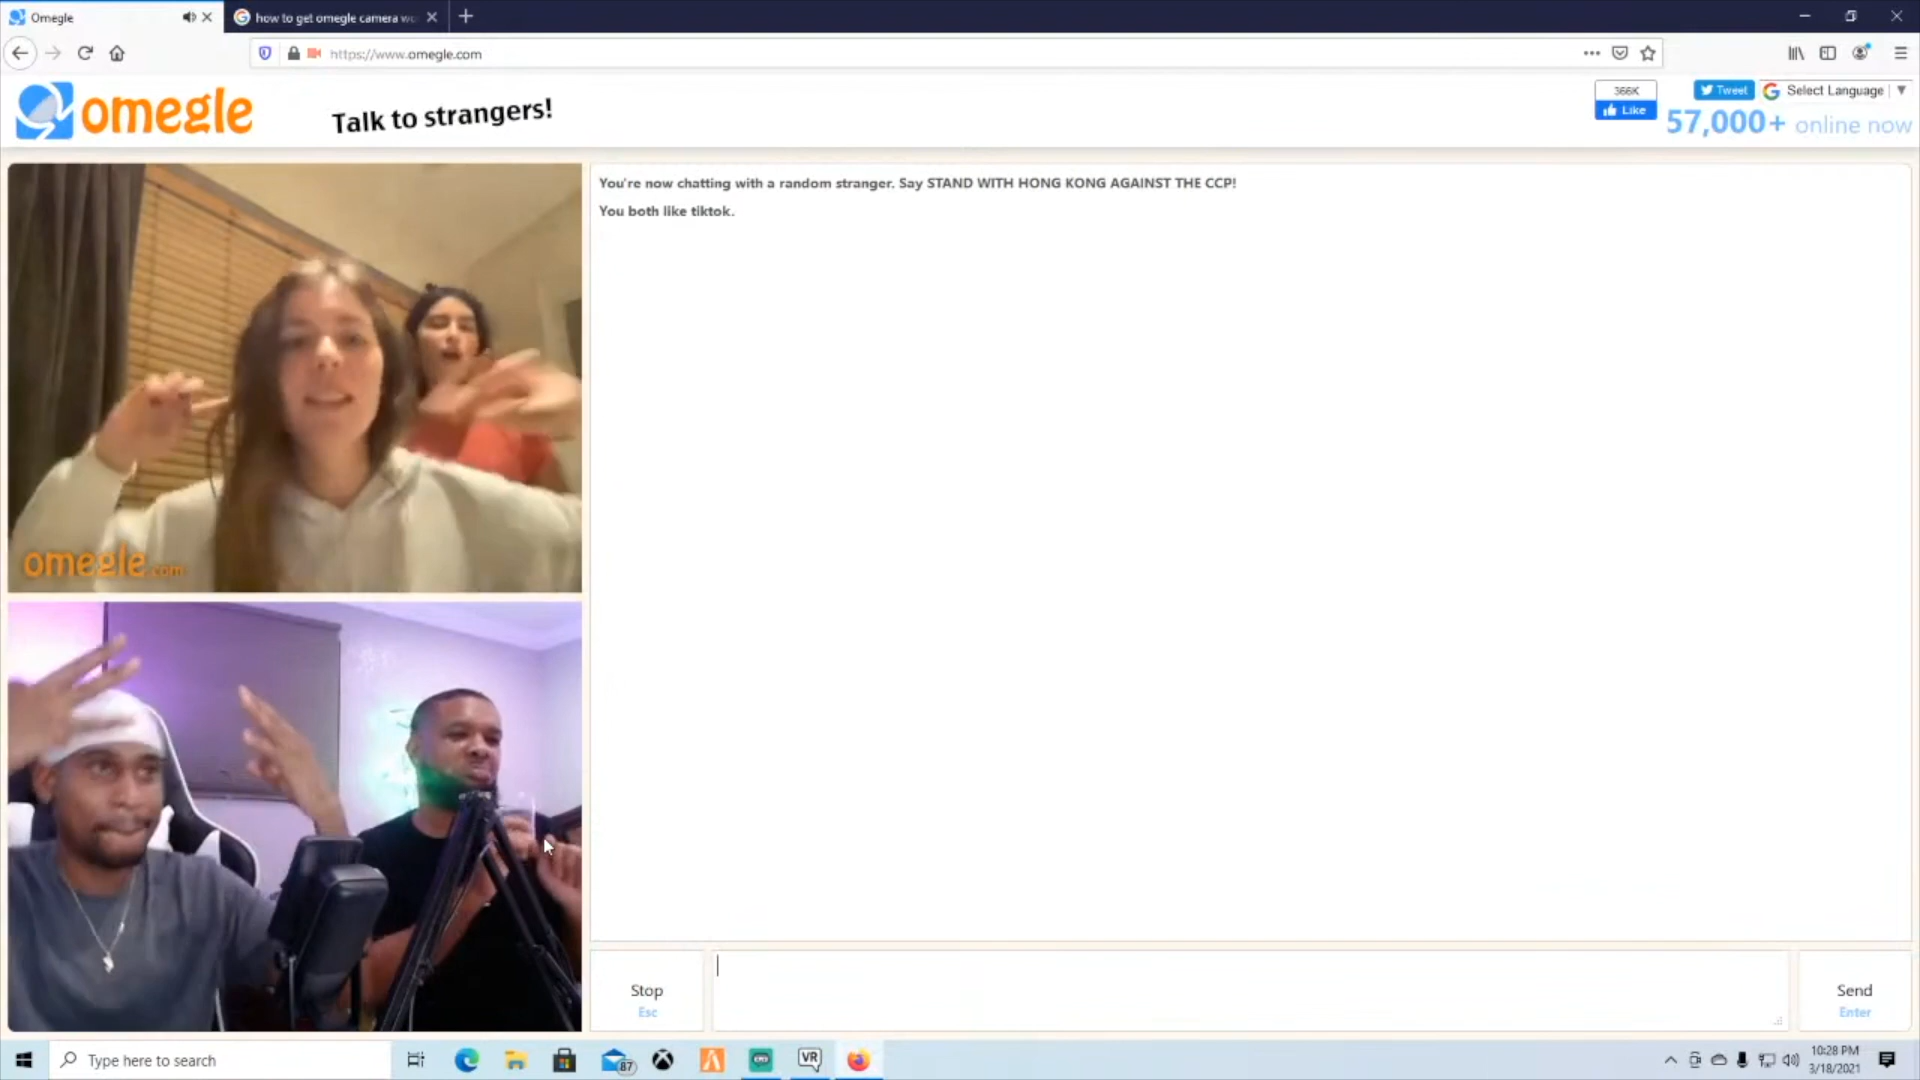 Omegle
how to get omegle camera wo
https://www.omegle.com
omegle
Talk to strangers!
366K
Like
Tweet
Select Language
57,000+ online now
You're now chatting with a random stranger. Say STAND WITH HONG KONG AGAINST THE CCP!
You both like tiktok.
omegle.com
Stop
Esc
Send
Enter
Type here to search
87
VR
10:28 PM
3/18/2021